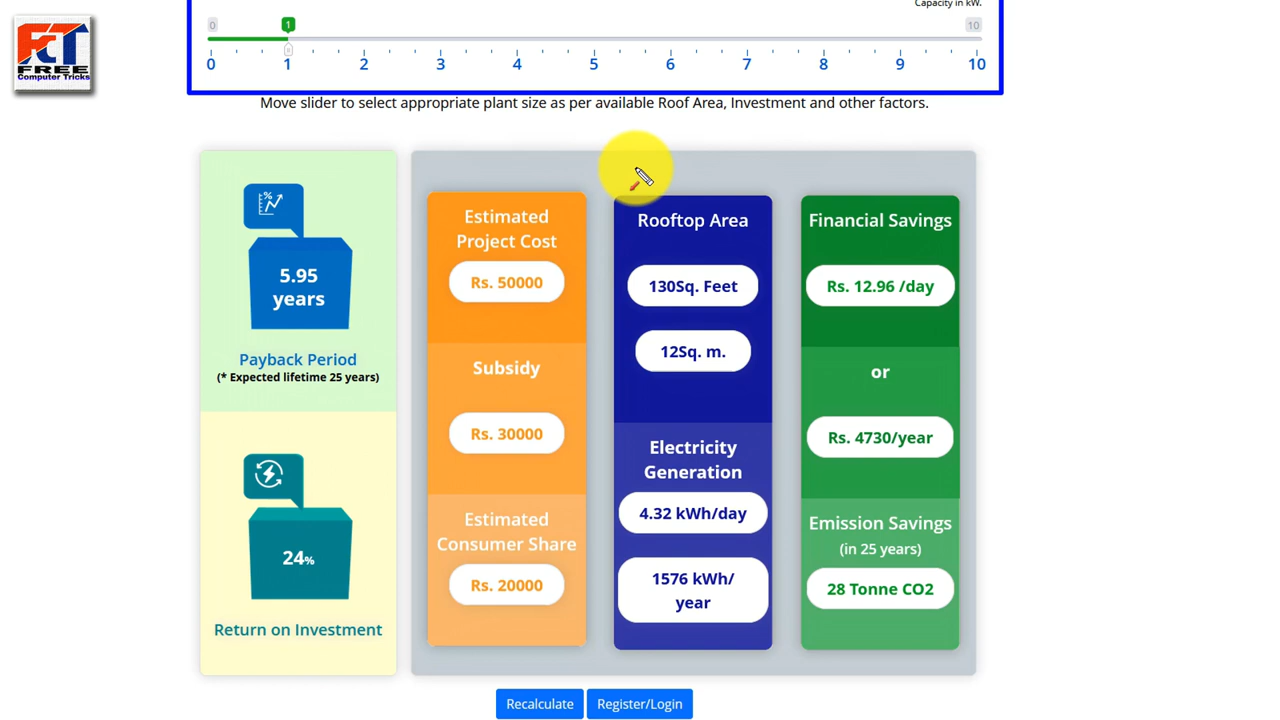 Capacity in kW.
0 1 10
0 1 2 3 4 5 6 7 8 9 10
FCT
FREE
Computer Tricks
Move slider to select appropriate plant size as per available Roof Area, Investment and other factors.
5.95
years
Payback Period
(* Expected lifetime 25 years)
24%
Return on Investment
Estimated
Project Cost
Rs. 50000
Subsidy
Rs. 30000
Estimated
Consumer Share
Rs. 20000
Rooftop Area
130Sq. Feet
12Sq. m.
Electricity
Generation
4.32 kWh/day
1576 kWh/
year
Financial Savings
Rs. 12.96 /day
or
Rs. 4730/year
Emission Savings
(in 25 years)
28 Tonne CO2
Recalculate
Register/Login